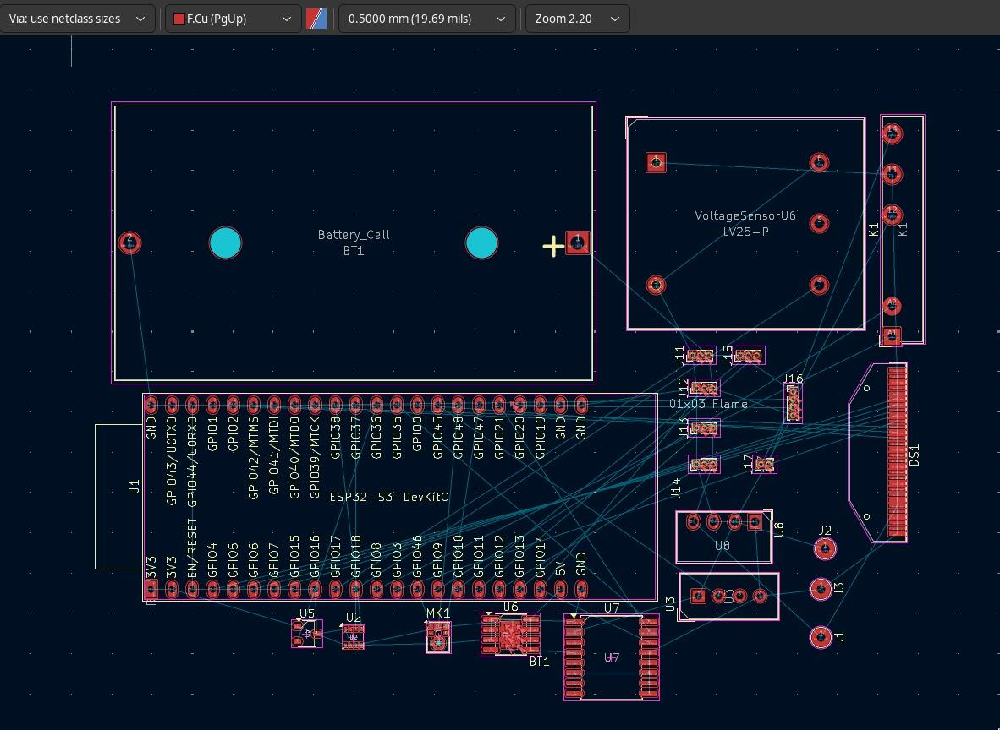 Via: use netclass sizes
F.Cu (PgUp)
0.5000 mm (19.69 mils)
Zoom 2.20
14
1
6
11
VoltageSensorU6
LV25-P
5
12
K1
K1
Battery_Cell
BT1
2
1
3
4
A2
A1
J11
J15
J12
J16
01x03 Flame
J13
J14
J17
DS1
GND
GPIO43/U0TXD
GPIO44/U0RXD
GPIO1
GPIO2
GPIO42/MTMS
GPIO41/MTDI
GPIO40/MTDO
GPIO39/MTCK
GPIO38
GPIO37
GPIO36
GPIO35
GPIO0
GPIO45
GPIO48
GPIO47
GPIO21
GPIO20
GPIO19
GND
GND
U1
ESP32-S3-DevKitC
3V3
3V3
EN/RESET
GPIO4
GPIO5
GPIO6
GPIO7
GPIO15
GPIO16
GPIO17
GPIO18
GPIO8
GPIO3
GPIO46
GPIO9
GPIO10
GPIO11
GPIO12
GPIO13
GPIO14
5V
GND
U8
U8
J2
J3
U3
J1
U5
U2
U2
MK1
U6
U7
U7
BT1